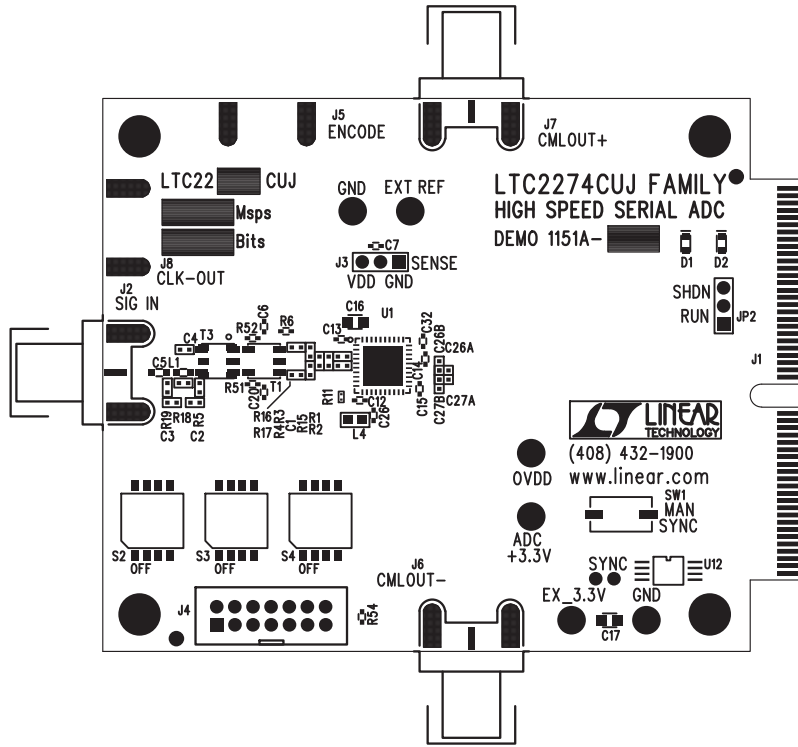 J5
ENCODE
J7
CMLOUT+
LTC22 CUJ
Msps
Bits
J8
CLK-OUT
GND
EXT REF
LTC2274CUJ FAMILY
HIGH SPEED SERIAL ADC
DEMO 1151A-
D1
D2
C7
J3
SENSE
VDD GND
SHDN
RUN
JP2
J2
SIG IN
C16
U1
C13
C32
C26B
C26A
C14
C15
C27B
C27A
T3
C4
C5
L1
R52
C6
R6
R51
C20
T1
R16
R17
R4
R3
C1
R15
R1
R2
R11
C12
C26
L4
R19
C3
R18
R5
C2
J1
LINEAR
TECHNOLOGY
(408) 432-1900
www.linear.com
OVDD
ADC
+3.3V
SW1
MAN
SYNC
S2
OFF
S3
OFF
S4
OFF
J6
CMLOUT-
SYNC
U12
EX_3.3V
GND
C17
J4
R54